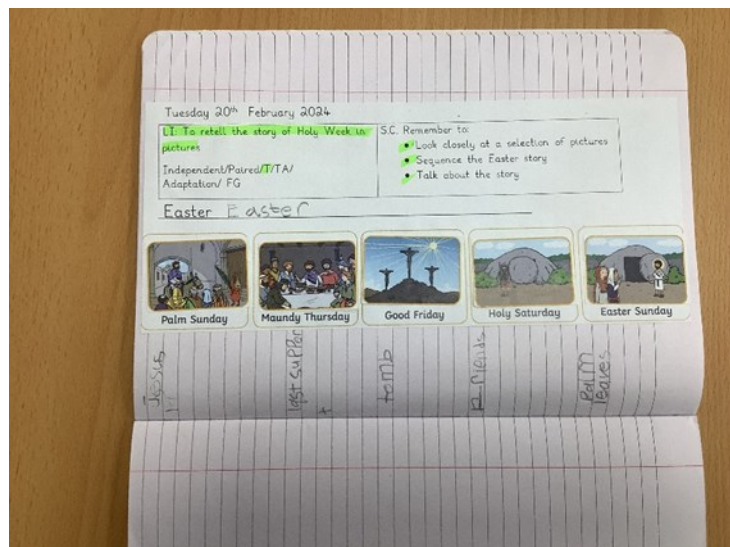 Tuesday 20th February 2024
LI: To retell the story of Holy Week in
pictures
Independent/Paired/T/TA/
Adaptation/ FG
S.C. Remember to:
• Look closely at a selection of pictures
• Sequence the Easter story
• Talk about the story
Easter Easter
Palm Sunday
Maundy Thursday
Good Friday
Holy Saturday
Easter Sunday
last supper
tomb
friends
Palm
leaves